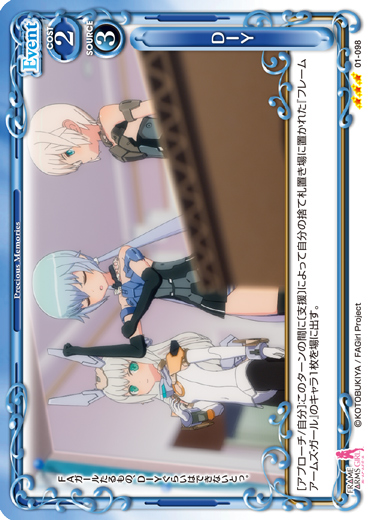 Event
COST
2
SOURCE
3
DIY
Precious Memories
FAガールたるもの、DIYぐらいはできないと？。
[アプローチ/自分]:このターンの間に【支援】によって自分の捨て札置き場に置かれた『フレーム
アームズ・ガール』のキャラ1枚を場に出す。
01-098
©KOTOBUKIYA / FAGirl Project
FRAME
ARMS GIRL